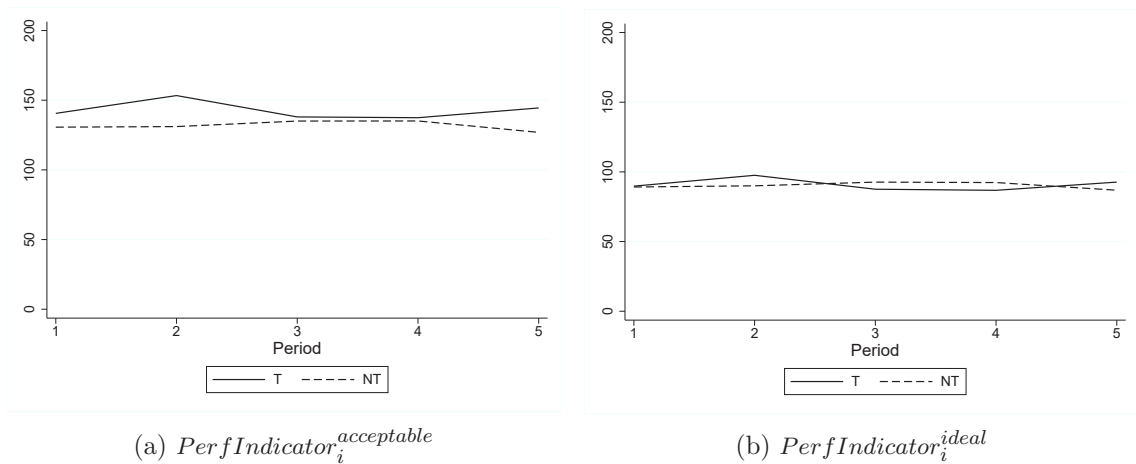 200
150
100
50
0
1 2 3 4 5
Period
T NT
(a) PerfIndicator_i^{acceptable}
200
150
100
50
0
1 2 3 4 5
Period
T NT
(b) PerfIndicator_i^{ideal}